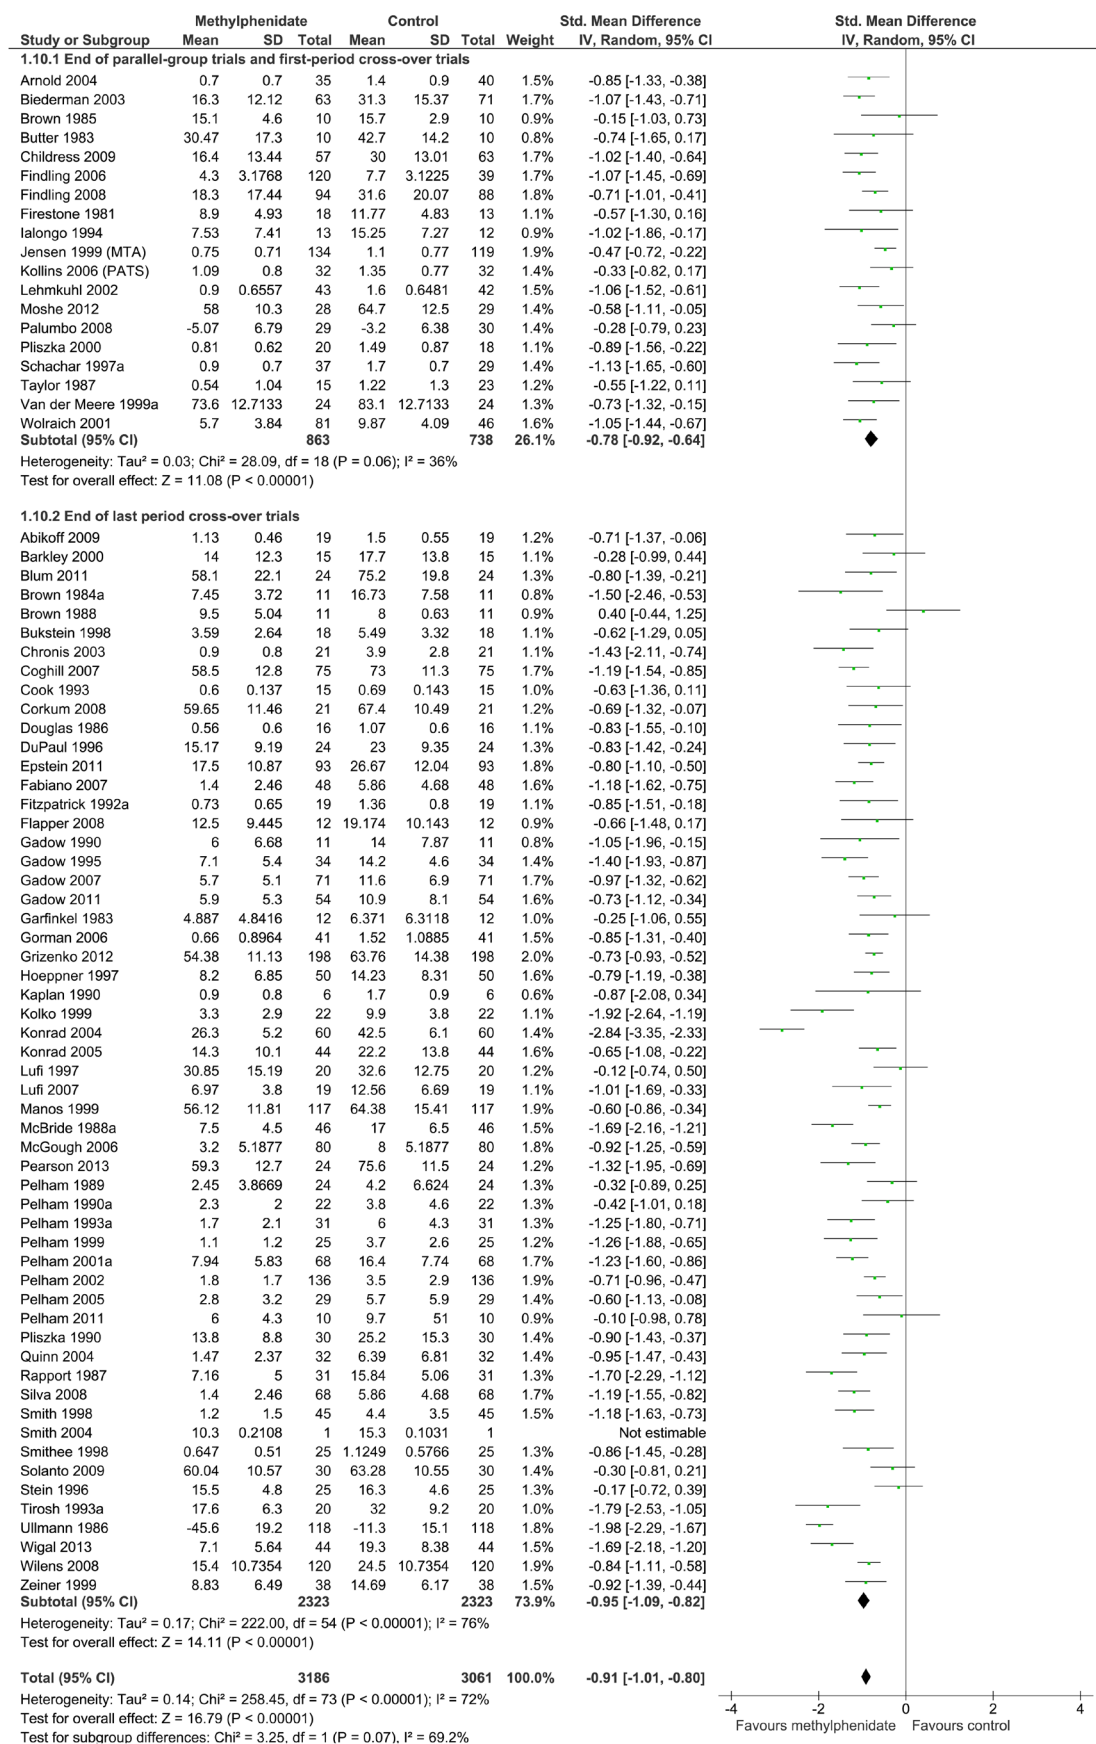 Methylphenidate Control Std. Mean Difference Std. Mean Difference
Study or Subgroup Mean SD Total Mean SD Total Weight IV, Random, 95% CI IV, Random, 95% CI
1.10.1 End of parallel-group trials and first-period cross-over trials
Arnold 2004 0.7 0.7 35 1.4 0.9 40 1.5% -0.85 [-1.33, -0.38]
Biederman 2003 16.3 12.12 63 31.3 15.37 71 1.7% -1.07 [-1.43, -0.71]
Brown 1985 15.1 4.6 10 15.7 2.9 10 0.9% -0.15 [-1.03, 0.73]
Butter 1983 30.47 17.3 10 42.7 14.2 10 0.8% -0.74 [-1.65, 0.17]
Childress 2009 16.4 13.44 57 30 13.01 63 1.7% -1.02 [-1.40, -0.64]
Findling 2006 4.3 3.1768 120 7.7 3.1225 39 1.6% -1.07 [-1.45, -0.69]
Findling 2008 18.3 17.44 94 31.6 20.07 88 1.8% -0.71 [-1.01, -0.41]
Firestone 1981 8.9 4.93 18 11.77 4.83 13 1.1% -0.57 [-1.30, 0.16]
Ialongo 1994 7.53 7.41 13 15.25 7.27 12 0.9% -1.02 [-1.86, -0.17]
Jensen 1999 (MTA) 0.75 0.71 134 1.1 0.77 119 1.9% -0.47 [-0.72, -0.22]
Kollins 2006 (PATS) 1.09 0.8 32 1.35 0.77 32 1.4% -0.33 [-0.82, 0.17]
Lehmkuhl 2002 0.9 0.6557 43 1.6 0.6481 42 1.5% -1.06 [-1.52, -0.61]
Moshe 2012 58 10.3 28 64.7 12.5 29 1.4% -0.58 [-1.11, -0.05]
Palumbo 2008 -5.07 6.79 29 -3.2 6.38 30 1.4% -0.28 [-0.79, 0.23]
Pliszka 2000 0.81 0.62 20 1.49 0.87 18 1.1% -0.89 [-1.56, -0.22]
Schachar 1997a 0.9 0.7 37 1.7 0.7 29 1.4% -1.13 [-1.65, -0.60]
Taylor 1987 0.54 1.04 15 1.22 1.3 23 1.2% -0.55 [-1.22, 0.11]
Van der Meere 1999a 73.6 12.7133 24 83.1 12.7133 24 1.3% -0.73 [-1.32, -0.15]
Wolraich 2001 5.7 3.84 81 9.87 4.09 46 1.6% -1.05 [-1.44, -0.67]
Subtotal (95% CI) 863 738 26.1% -0.78 [-0.92, -0.64]
Heterogeneity: Tau² = 0.03; Chi² = 28.09, df = 18 (P = 0.06); I² = 36%
Test for overall effect: Z = 11.08 (P < 0.00001)
1.10.2 End of last period cross-over trials
Abikoff 2009 1.13 0.46 19 1.5 0.55 19 1.2% -0.71 [-1.37, -0.06]
Barkley 2000 14 12.3 15 17.7 13.8 15 1.1% -0.28 [-0.99, 0.44]
Blum 2011 58.1 22.1 24 75.2 19.8 24 1.3% -0.80 [-1.39, -0.21]
Brown 1984a 7.45 3.72 11 16.73 7.58 11 0.8% -1.50 [-2.46, -0.53]
Brown 1988 9.5 5.04 11 8 0.63 11 0.9% 0.40 [-0.44, 1.25]
Bukstein 1998 3.59 2.64 18 5.49 3.32 18 1.1% -0.62 [-1.29, 0.05]
Chronis 2003 0.9 0.8 21 3.9 2.8 21 1.1% -1.43 [-2.11, -0.74]
Coghill 2007 58.5 12.8 75 73 11.3 75 1.7% -1.19 [-1.54, -0.85]
Cook 1993 0.6 0.137 15 0.69 0.143 15 1.0% -0.63 [-1.36, 0.11]
Corkum 2008 59.65 11.46 21 67.4 10.49 21 1.2% -0.69 [-1.32, -0.07]
Douglas 1986 0.56 0.6 16 1.07 0.6 16 1.1% -0.83 [-1.55, -0.10]
DuPaul 1996 15.17 9.19 24 23 9.35 24 1.3% -0.83 [-1.42, -0.24]
Epstein 2011 17.5 10.87 93 26.67 12.04 93 1.8% -0.80 [-1.10, -0.50]
Fabiano 2007 1.4 2.46 48 5.86 4.68 48 1.6% -1.18 [-1.62, -0.75]
Fitzpatrick 1992a 0.73 0.65 19 1.36 0.8 19 1.1% -0.85 [-1.51, -0.18]
Flapper 2008 12.5 9.445 12 19.174 10.143 12 0.9% -0.66 [-1.48, 0.17]
Gadow 1990 6 6.68 11 14 7.87 11 0.8% -1.05 [-1.96, -0.15]
Gadow 1995 7.1 5.4 34 14.2 4.6 34 1.4% -1.40 [-1.93, -0.87]
Gadow 2007 5.7 5.1 71 11.6 6.9 71 1.7% -0.97 [-1.32, -0.62]
Gadow 2011 5.9 5.3 54 10.9 8.1 54 1.6% -0.73 [-1.12, -0.34]
Garfinkel 1983 4.887 4.8416 12 6.371 6.3118 12 1.0% -0.25 [-1.06, 0.55]
Gorman 2006 0.66 0.8964 41 1.52 1.0885 41 1.5% -0.85 [-1.31, -0.40]
Grizenko 2012 54.38 11.13 198 63.76 14.38 198 2.0% -0.73 [-0.93, -0.52]
Hoeppner 1997 8.2 6.85 50 14.23 8.31 50 1.6% -0.79 [-1.19, -0.38]
Kaplan 1990 0.9 0.8 6 1.7 0.9 6 0.6% -0.87 [-2.08, 0.34]
Kolko 1999 3.3 2.9 22 9.9 3.8 22 1.1% -1.92 [-2.64, -1.19]
Konrad 2004 26.3 5.2 60 42.5 6.1 60 1.4% -2.84 [-3.35, -2.33]
Konrad 2005 14.3 10.1 44 22.2 13.8 44 1.6% -0.65 [-1.08, -0.22]
Lufi 1997 30.85 15.19 20 32.6 12.75 20 1.2% -0.12 [-0.74, 0.50]
Lufi 2007 6.97 3.8 19 12.56 6.69 19 1.1% -1.01 [-1.69, -0.33]
Manos 1999 56.12 11.81 117 64.38 15.41 117 1.9% -0.60 [-0.86, -0.34]
McBride 1988a 7.5 4.5 46 17 6.5 46 1.5% -1.69 [-2.16, -1.21]
McGough 2006 3.2 5.1877 80 8 5.1877 80 1.8% -0.92 [-1.25, -0.59]
Pearson 2013 59.3 12.7 24 75.6 11.5 24 1.2% -1.32 [-1.95, -0.69]
Pelham 1989 2.45 3.8669 24 4.2 6.624 24 1.3% -0.32 [-0.89, 0.25]
Pelham 1990a 2.3 2 22 3.8 4.6 22 1.3% -0.42 [-1.01, 0.18]
Pelham 1993a 1.7 2.1 31 6 4.3 31 1.3% -1.25 [-1.80, -0.71]
Pelham 1999 1.1 1.2 25 3.7 2.6 25 1.3% -1.26 [-1.88, -0.65]
Pelham 2001a 7.94 5.83 68 16.4 7.74 68 1.7% -1.23 [-1.60, -0.86]
Pelham 2002 1.8 1.7 136 3.5 2.9 136 1.9% -0.71 [-0.96, -0.47]
Pelham 2005 2.8 3.2 29 5.7 5.9 29 1.4% -0.60 [-1.13, -0.08]
Pelham 2011 6 4.3 10 9.7 51 10 0.9% -0.10 [-0.98, 0.78]
Pliszka 1990 13.8 8.8 30 25.2 15.3 30 1.4% -0.90 [-1.43, -0.37]
Quinn 2004 1.47 2.37 32 6.39 6.81 32 1.4% -0.95 [-1.47, -0.43]
Rapport 1987 7.16 5 31 15.84 5.06 31 1.3% -1.70 [-2.29, -1.12]
Silva 2008 1.4 2.46 68 5.86 4.68 68 1.7% -1.19 [-1.55, -0.82]
Smith 1998 1.2 1.5 45 4.4 3.5 45 1.5% -1.18 [-1.63, -0.73]
Smith 2004 10.3 0.2108 1 15.3 0.1031 1 Not estimable
Smithee 1998 0.647 0.51 25 1.1249 0.5766 25 1.3% -0.86 [-1.45, -0.28]
Solanto 2009 60.04 10.57 30 63.28 10.55 30 1.4% -0.30 [-0.81, 0.21]
Stein 1996 15.5 4.8 25 16.3 4.6 25 1.3% -0.17 [-0.72, 0.39]
Tirosh 1993a 17.6 6.3 20 32 9.2 20 1.0% -1.79 [-2.53, -1.05]
Ullmann 1986 -45.6 19.2 118 -11.3 15.1 118 1.8% -1.98 [-2.29, -1.67]
Wigal 2013 7.1 5.64 44 19.3 8.38 44 1.4% -1.69 [-2.18, -1.20]
Wilens 2008 15.4 10.7354 120 24.5 10.7354 120 1.9% -0.84 [-1.11, -0.58]
Zeiner 1999 8.83 6.49 38 14.69 6.17 38 1.5% -0.92 [-1.39, -0.44]
Subtotal (95% CI) 2323 2323 73.9% -0.95 [-1.09, -0.82]
Heterogeneity: Tau² = 0.17; Chi² = 222.00, df = 54 (P < 0.00001); I² = 76%
Test for overall effect: Z = 14.11 (P < 0.00001)
Total (95% CI) 3186 3061 100.0% -0.91 [-1.01, -0.80]
Heterogeneity: Tau² = 0.14; Chi² = 258.45, df = 73 (P < 0.00001); I² = 72%
Test for overall effect: Z = 16.79 (P < 0.00001)
Test for subgroup differences: Chi² = 3.25, df = 1 (P = 0.07), I² = 69.2%
-4 -2 0 2 4
Favours methylphenidate Favours control